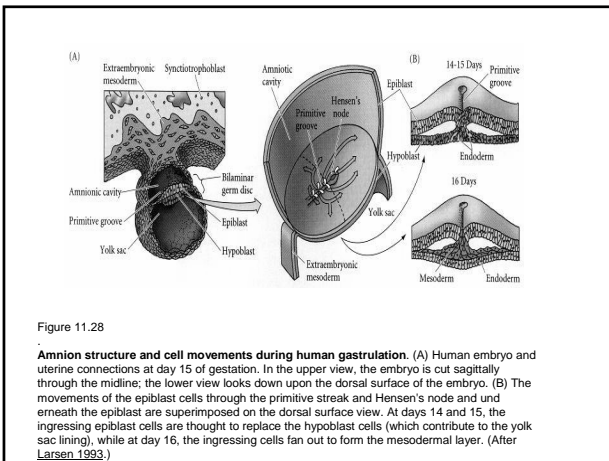 (A)
Extraembryonic
mesoderm
Synctiotrophoblast
Amnionic cavity
Primitive groove
Yolk sac
Bilaminar
germ disc
Epiblast
Hypoblast
Amniotic
cavity
Primitive
groove
Hensen's
node
Epiblast
Hypoblast
Yolk sac
Extraembryonic
mesoderm
(B)
14-15 Days
Primitive
groove
Endoderm
16 Days
Mesoderm
Endoderm
Figure 11.28
.
Amnion structure and cell movements during human gastrulation. (A) Human embryo and
uterine connections at day 15 of gestation. In the upper view, the embryo is cut sagittally
through the midline; the lower view looks down upon the dorsal surface of the embryo. (B) The
movements of the epiblast cells through the primitive streak and Hensen's node and und
erneath the epiblast are superimposed on the dorsal surface view. At days 14 and 15, the
ingressing epiblast cells are thought to replace the hypoblast cells (which contribute to the yolk
sac lining), while at day 16, the ingressing cells fan out to form the mesodermal layer. (After
Larsen 1993.)